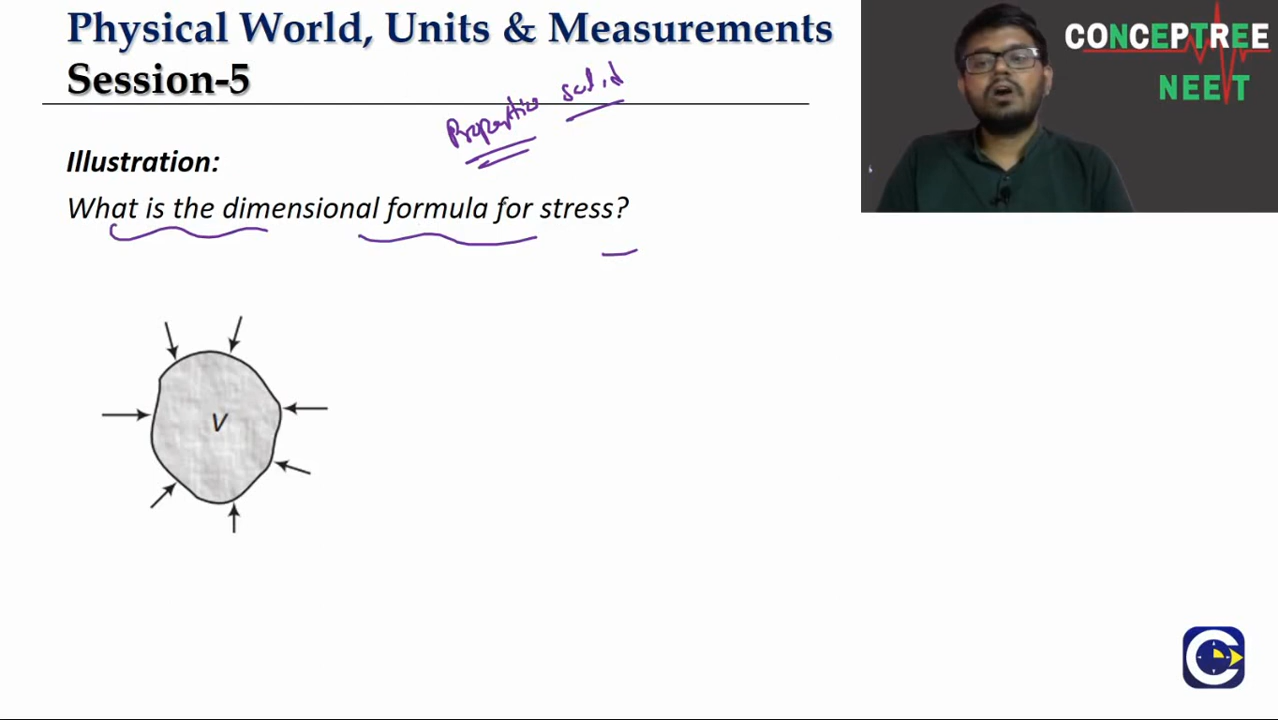 Physical World, Units & Measurements
Session-5
CONCEPTREE
NEET
Properties solid
Illustration:
What is the dimensional formula for stress?
V